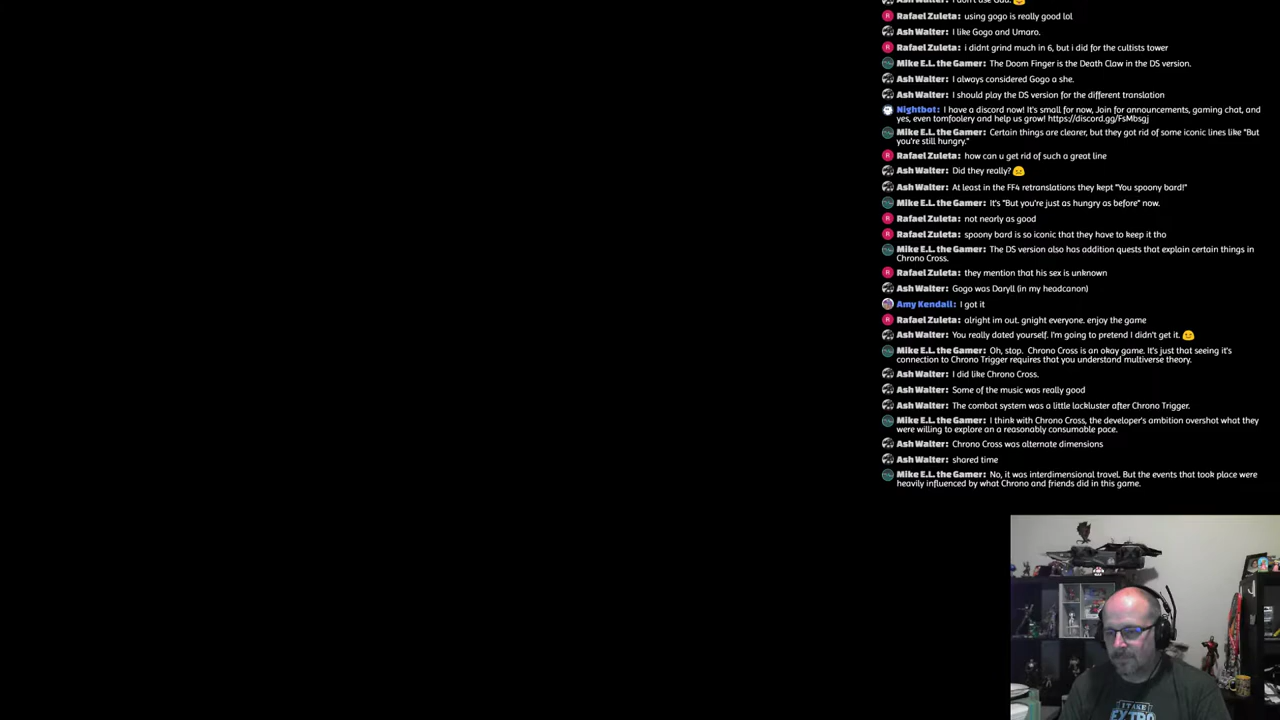 Rafael Zuleta: using gogo is really good lol
Ash Walter: I like Gogo and Umaro.
Rafael Zuleta: i didnt grind much in 6, but i did for the cultists tower
Mike E.L. the Gamer: The Doom Finger is the Death Claw in the DS version.
Ash Walter: I always considered Gogo a she.
Ash Walter: I should play the DS version for the different translation
Nightbot: I have a discord now! It's small for now, Join for announcements, gaming chat, and
yes, even tomfoolery and help us grow! https://discord.gg/FsMbsgj
Mike E.L. the Gamer: Certain things are clearer, but they got rid of some iconic lines like "But
you're still hungry."
Rafael Zuleta: how can u get rid of such a great line
Ash Walter: Did they really?
Ash Walter: At least in the FF4 retranslations they kept "You spoony bard!"
Mike E.L. the Gamer: It's "But you're just as hungry as before" now.
Rafael Zuleta: not nearly as good
Rafael Zuleta: spoony bard is so iconic that they have to keep it tho
Mike E.L. the Gamer: The DS version also has addition quests that explain certain things in
Chrono Cross.
Rafael Zuleta: they mention that his sex is unknown
Ash Walter: Gogo was Daryll (in my headcanon)
Amy Kendall: I got it
Rafael Zuleta: alright im out. gnight everyone. enjoy the game
Ash Walter: You really dated yourself. I'm going to pretend I didn't get it.
Mike E.L. the Gamer: Oh, stop. Chrono Cross is an okay game. It's just that seeing it's
connection to Chrono Trigger requires that you understand multiverse theory.
Ash Walter: I did like Chrono Cross.
Ash Walter: Some of the music was really good
Ash Walter: The combat system was a little lackluster after Chrono Trigger.
Mike E.L. the Gamer: I think with Chrono Cross, the developer's ambition overshot what they
were willing to explore an a reasonably consumable pace.
Ash Walter: Chrono Cross was alternate dimensions
Ash Walter: shared time
Mike E.L. the Gamer: No, it was interdimensional travel. But the events that took place were
heavily influenced by what Chrono and friends did in this game.
I TAKE
EXTRO